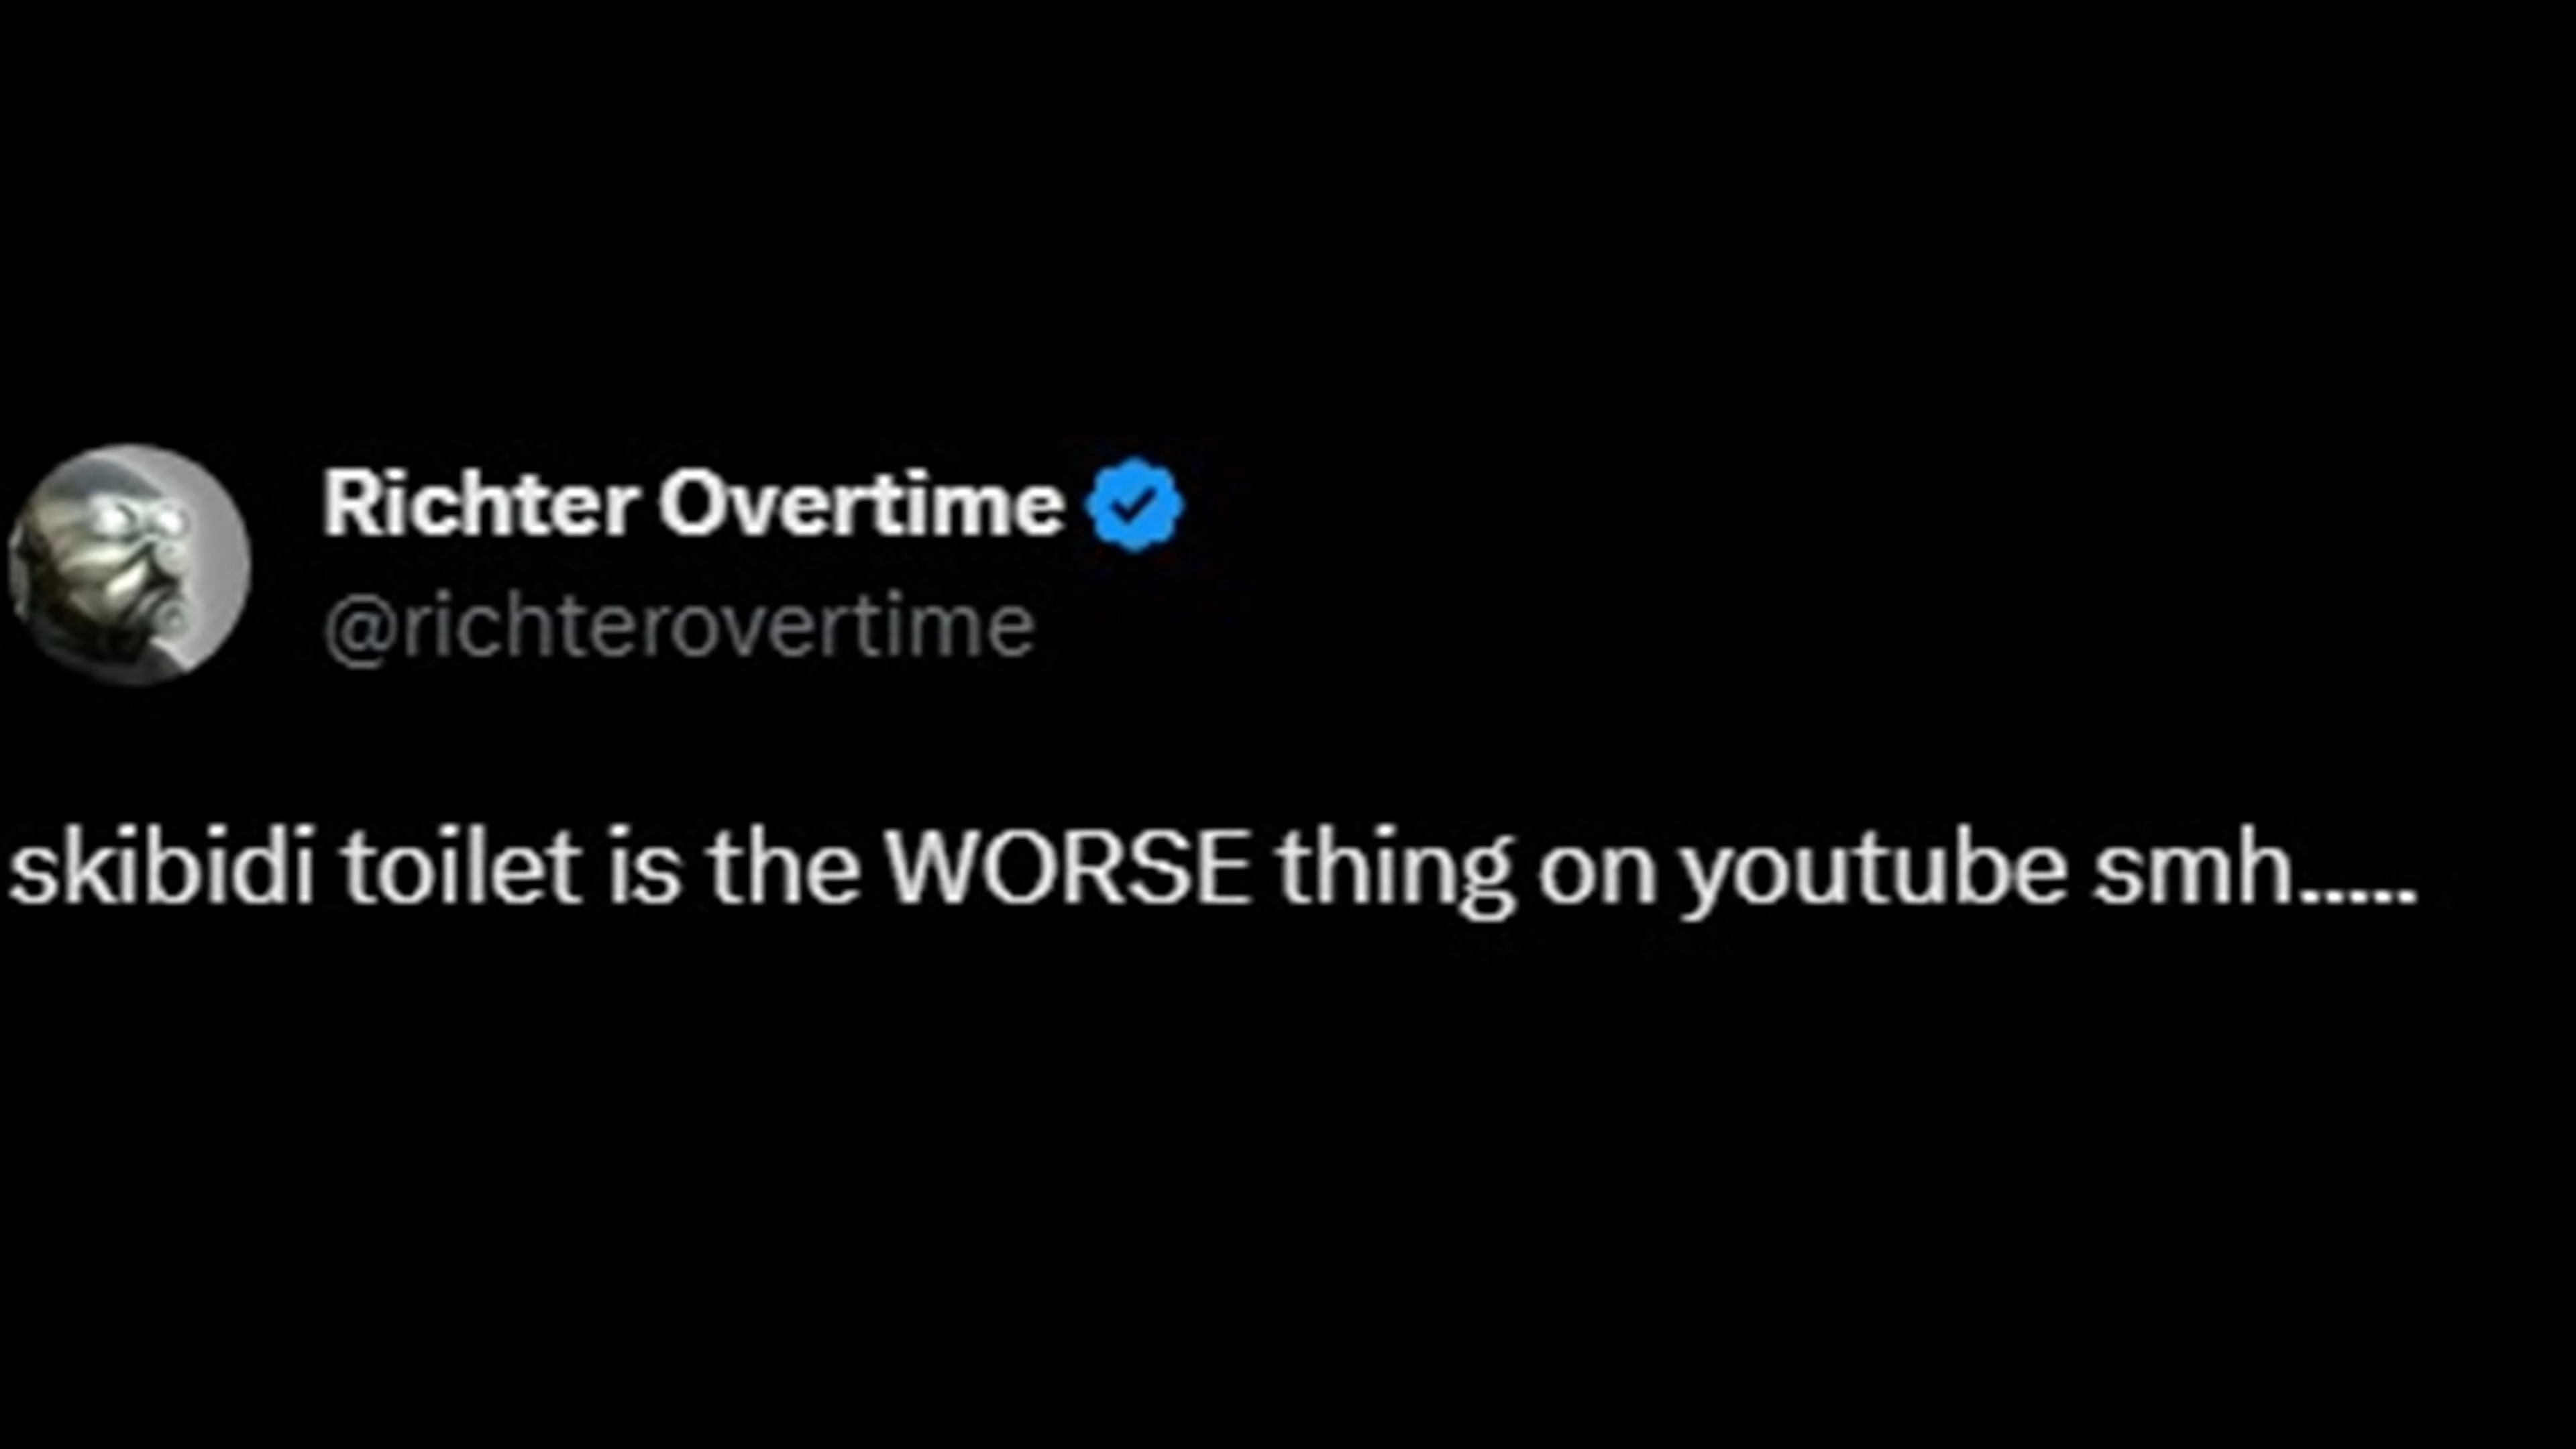 Richter Overtime
@richterovertime
skibidi toilet is the WORSE thing on youtube smh.....